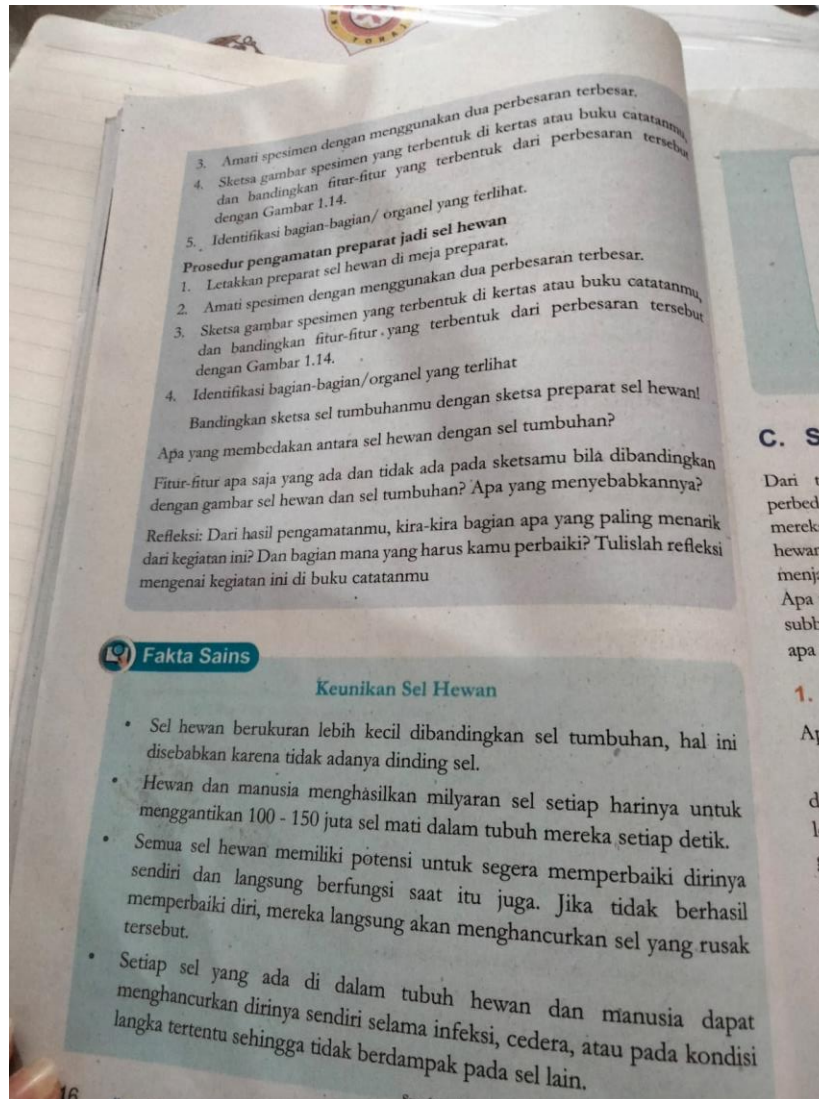 TORA
3. Amati spesimen dengan menggunakan dua perbesaran terbesar.
4. Sketsa gambar spesimen yang terbentuk di kertas atau buku catatanmu,
dan bandingkan fitur-fitur yang terbentuk dari perbesaran tersebut
dengan Gambar 1.14.
5. Identifikasi bagian-bagian/ organel yang terlihat.
Prosedur pengamatan preparat jadi sel hewan
1. Letakkan preparat sel hewan di meja preparat.
2. Amati spesimen dengan menggunakan dua perbesaran terbesar.
3. Sketsa gambar spesimen yang terbentuk di kertas atau buku catatanmu,
dan bandingkan fitur-fitur yang terbentuk dari perbesaran tersebut
dengan Gambar 1.14.
4. Identifikasi bagian-bagian/organel yang terlihat
Bandingkan sketsa sel tumbuhanmu dengan sketsa preparat sel hewan!
Apa yang membedakan antara sel hewan dengan sel tumbuhan?
Fitur-fitur apa saja yang ada dan tidak ada pada sketsamu bila dibandingkan
dengan gambar sel hewan dan sel tumbuhan? Apa yang menyebabkannya?
Refleksi: Dari hasil pengamatanmu, kira-kira bagian apa yang paling menarik
dari kegiatan ini? Dan bagian mana yang harus kamu perbaiki? Tulislah refleksi
mengenai kegiatan ini di buku catatanmu
Fakta Sains
Keunikan Sel Hewan
• Sel hewan berukuran lebih kecil dibandingkan sel tumbuhan, hal ini
disebabkan karena tidak adanya dinding sel.
• Hewan dan manusia menghasilkan milyaran sel setiap harinya untuk
menggantikan 100 - 150 juta sel mati dalam tubuh mereka setiap detik.
• Semua sel hewan memiliki potensi untuk segera memperbaiki dirinya
sendiri dan langsung berfungsi saat itu juga. Jika tidak berhasil
memperbaiki diri, mereka langsung akan menghancurkan sel yang rusak
tersebut.
• Setiap sel yang ada di dalam tubuh hewan dan manusia dapat
menghancurkan dirinya sendiri selama infeksi, cedera, atau pada kondisi
langka tertentu sehingga tidak berdampak pada sel lain.
16
C. S
Dari
perbed
merek
hewan
menja
Apa
subb
apa
1.
Ap
d